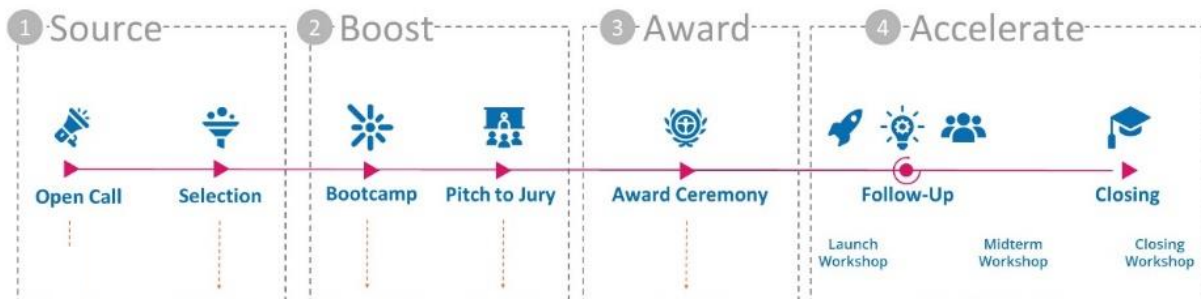 1 Source
2 Boost
3 Award
4 Accelerate
Open Call
Selection
Bootcamp
Pitch to Jury
Award Ceremony
Follow-Up
Closing
Launch
Workshop
Midterm
Workshop
Closing
Workshop